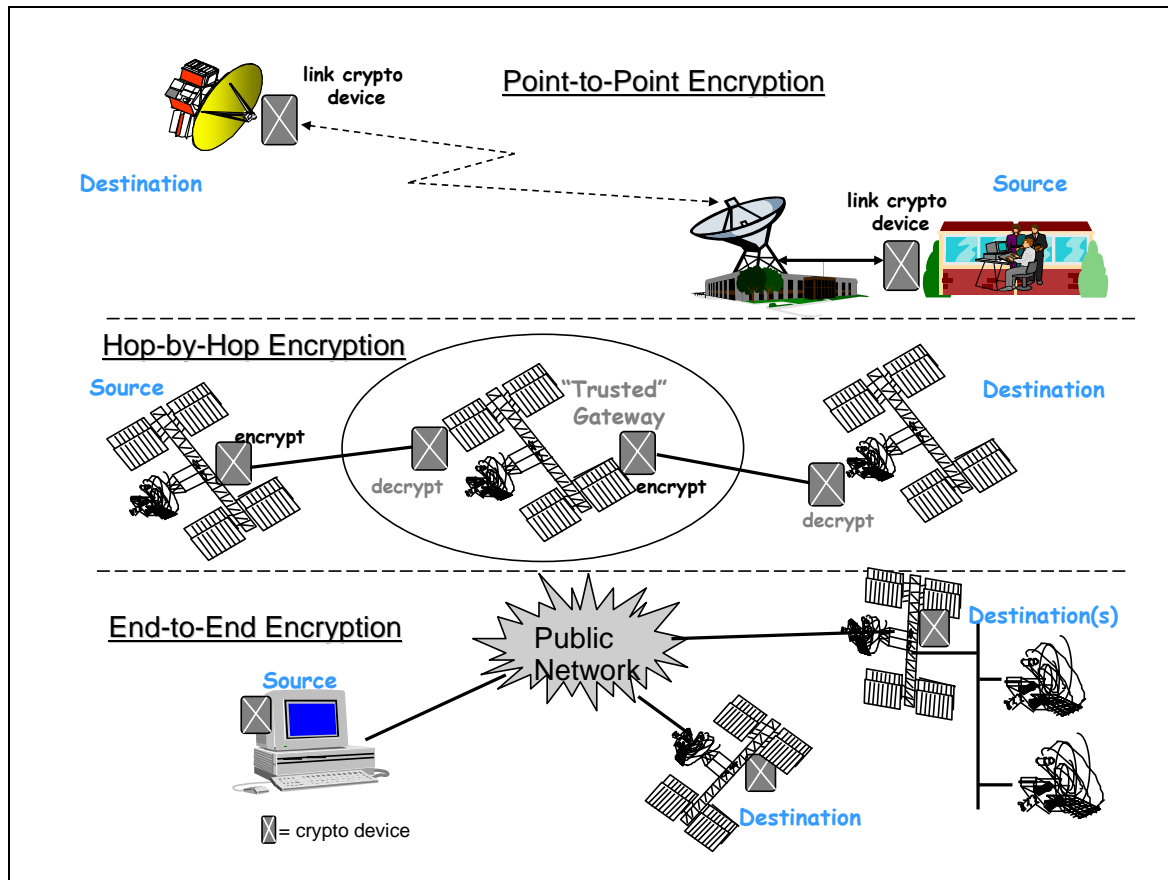 Point-to-Point Encryption
link crypto
device
Destination
Source
link crypto
device
Hop-by-Hop Encryption
Source
encrypt
decrypt
"Trusted"
Gateway
encrypt
Destination
decrypt
End-to-End Encryption
Source
Public
Network
Destination(s)
Destination
= crypto device